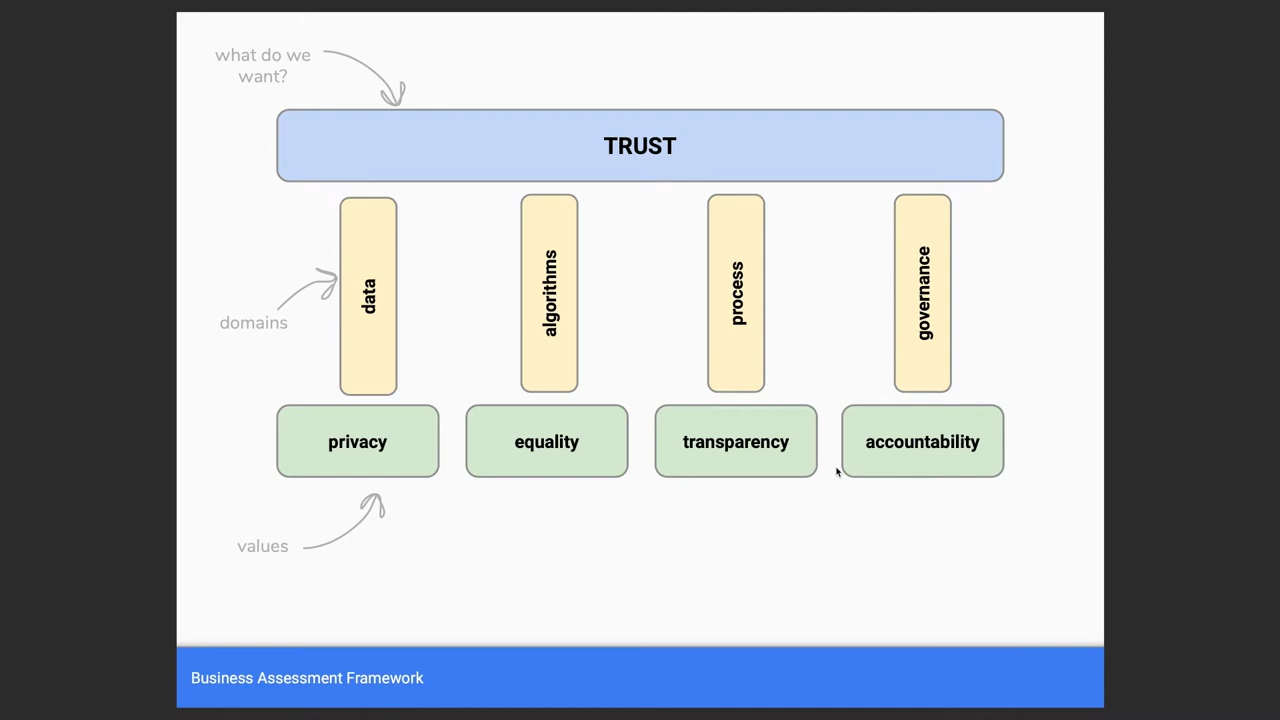 what do we
want?
TRUST
data
algorithms
process
governance
domains
privacy
equality
transparency
accountability
values
Business Assessment Framework